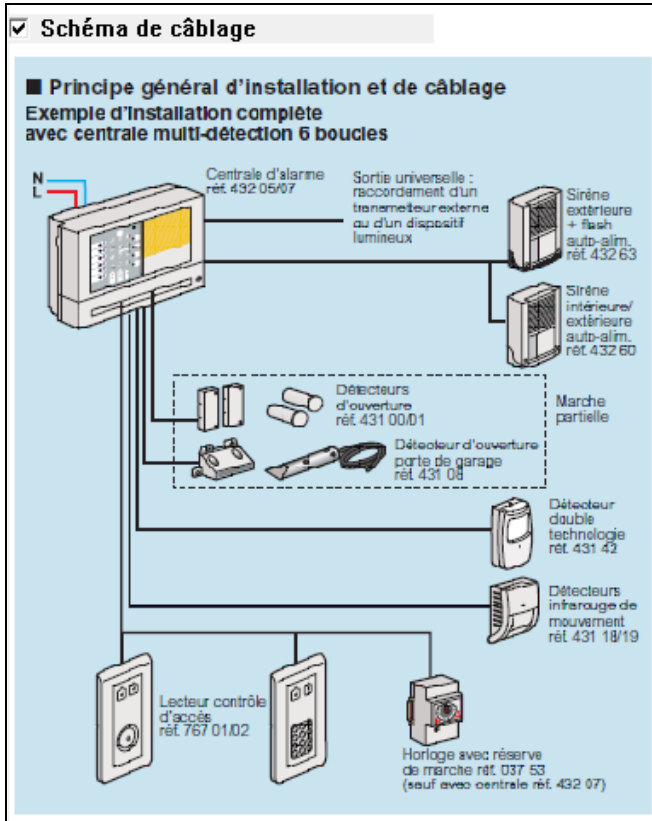 Schéma de câblage
Principe général d'installation et de câblage
Exemple d'installation complète
avec centrale multi-détection 6 boucles
N
L
Centrale d'alarme
réf. 432 05/07
Sortie universelle :
raccordement d'un
transmetteur externe
ou d'un dispositif
lumineux
Sirène
extérieure
+ flash
auto-alim.
réf. 432 63
Sirène
intérieure/
extérieure
auto-alim.
réf. 432 60
Détecteurs
d'ouverture
réf. 431 00/01
Marche
partielle
Détecteur d'ouverture
porte de garage
réf. 431 08
Détecteur
double
technologie
réf. 431 42
Détecteurs
infrarouge de
mouvement
réf. 431 18/19
Lecteur contrôle
d'accès
réf. 767 01/02
Horloge avec réserve
de marche réf. 037 53
(sauf avec centrale réf. 432 07)